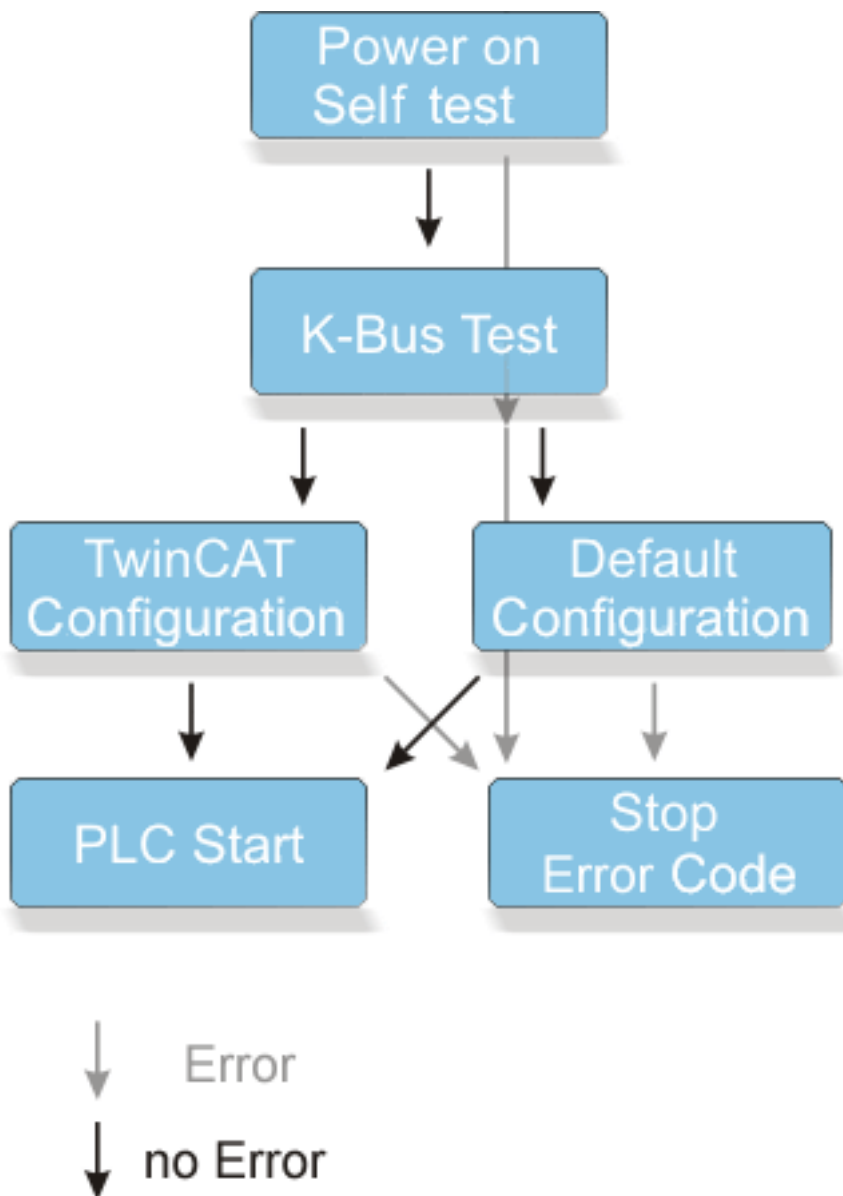 Power on
Self test
K-Bus Test
TwinCAT
Configuration
Default
Configuration
PLC Start
Stop
Error Code
Error
no Error